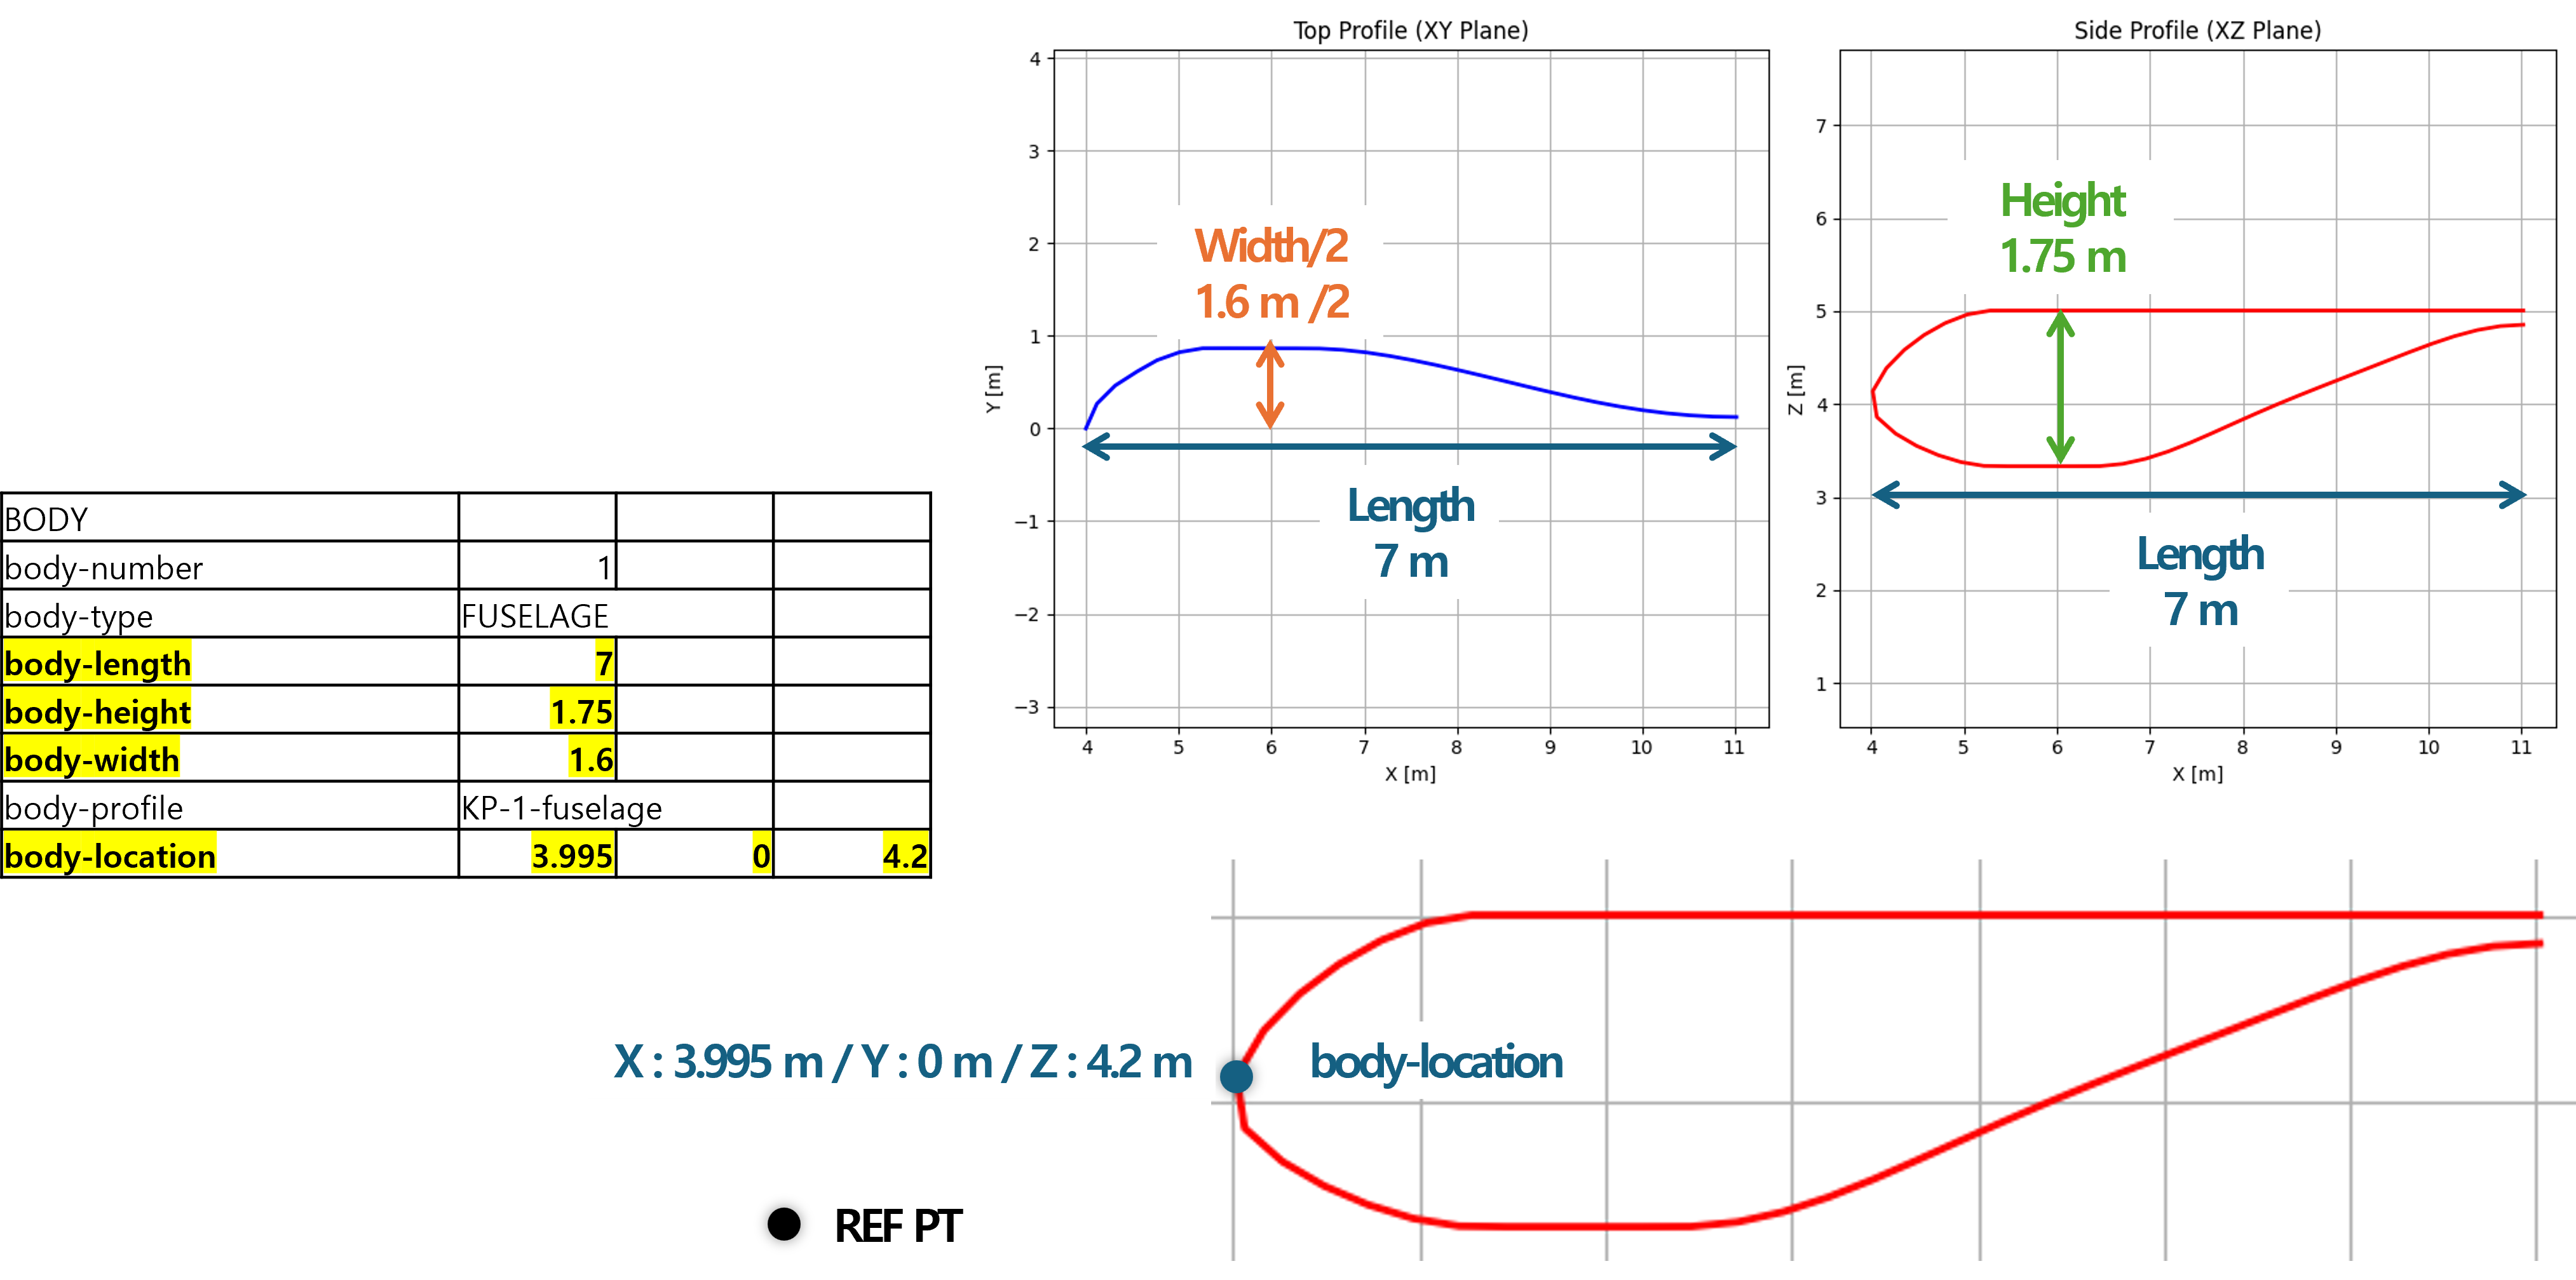 Top Profile (XY Plane)
4
3
2
1
0
−1
−2
−3
Y [m]
Width/2
1.6 m /2
Length
7 m
4 5 6 7 8 9 10 11
X [m]
Side Profile (XZ Plane)
7
6
5
4
3
2
1
Z [m]
Height
1.75 m
Length
7 m
4 5 6 7 8 9 10 11
X [m]
BODY
body-number 1
body-type FUSELAGE
body-length 7
body-height 1.75
body-width 1.6
body-profile KP-1-fuselage
body-location 3.995 0 4.2
X : 3.995 m / Y : 0 m / Z : 4.2 m
body-location
REF PT